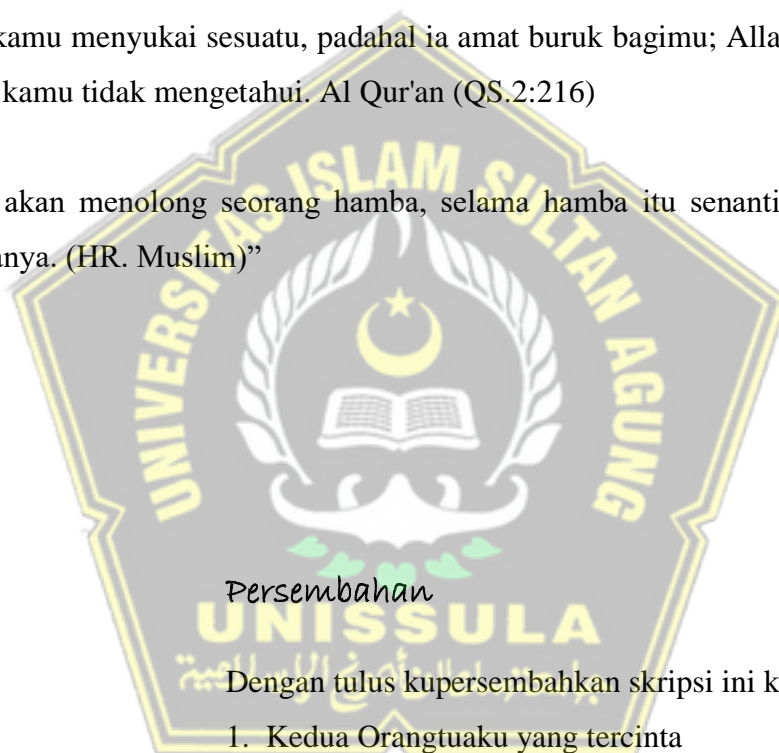 kamu menyukai sesuatu, padahal ia amat buruk bagimu; Alla
kamu tidak mengetahui. Al Qur'an (QS.2:216)
akan menolong seorang hamba, selama hamba itu senanti
anya. (HR. Muslim)”
UNIVERSITAS ISLAM SULTAN AGUNG
Persembahan
UNISSULA
Dengan tulus kupersembahkan skripsi ini k
1. Kedua Orangtuaku yang tercinta